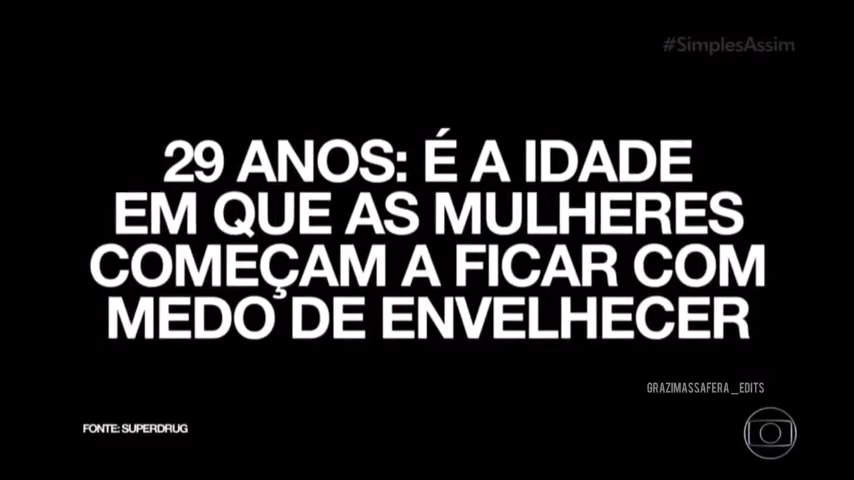 #SimplesAssim
29 ANOS: É A IDADE
EM QUE AS MULHERES
COMEÇAM A FICAR COM
MEDO DE ENVELHECER
GRAZIMASSAFERA_EDITS
FONTE: SUPERDRUG